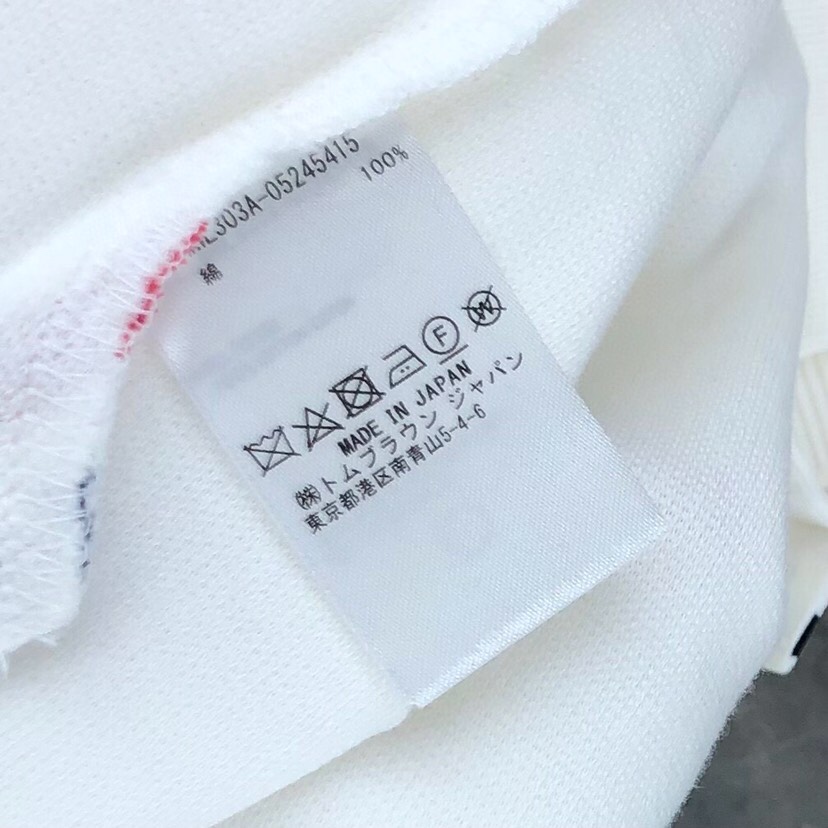 303A-05245415
綿 100%
F W
MADE IN JAPAN
㈱トムブラウン ジャパン
東京都港区南青山5-4-6